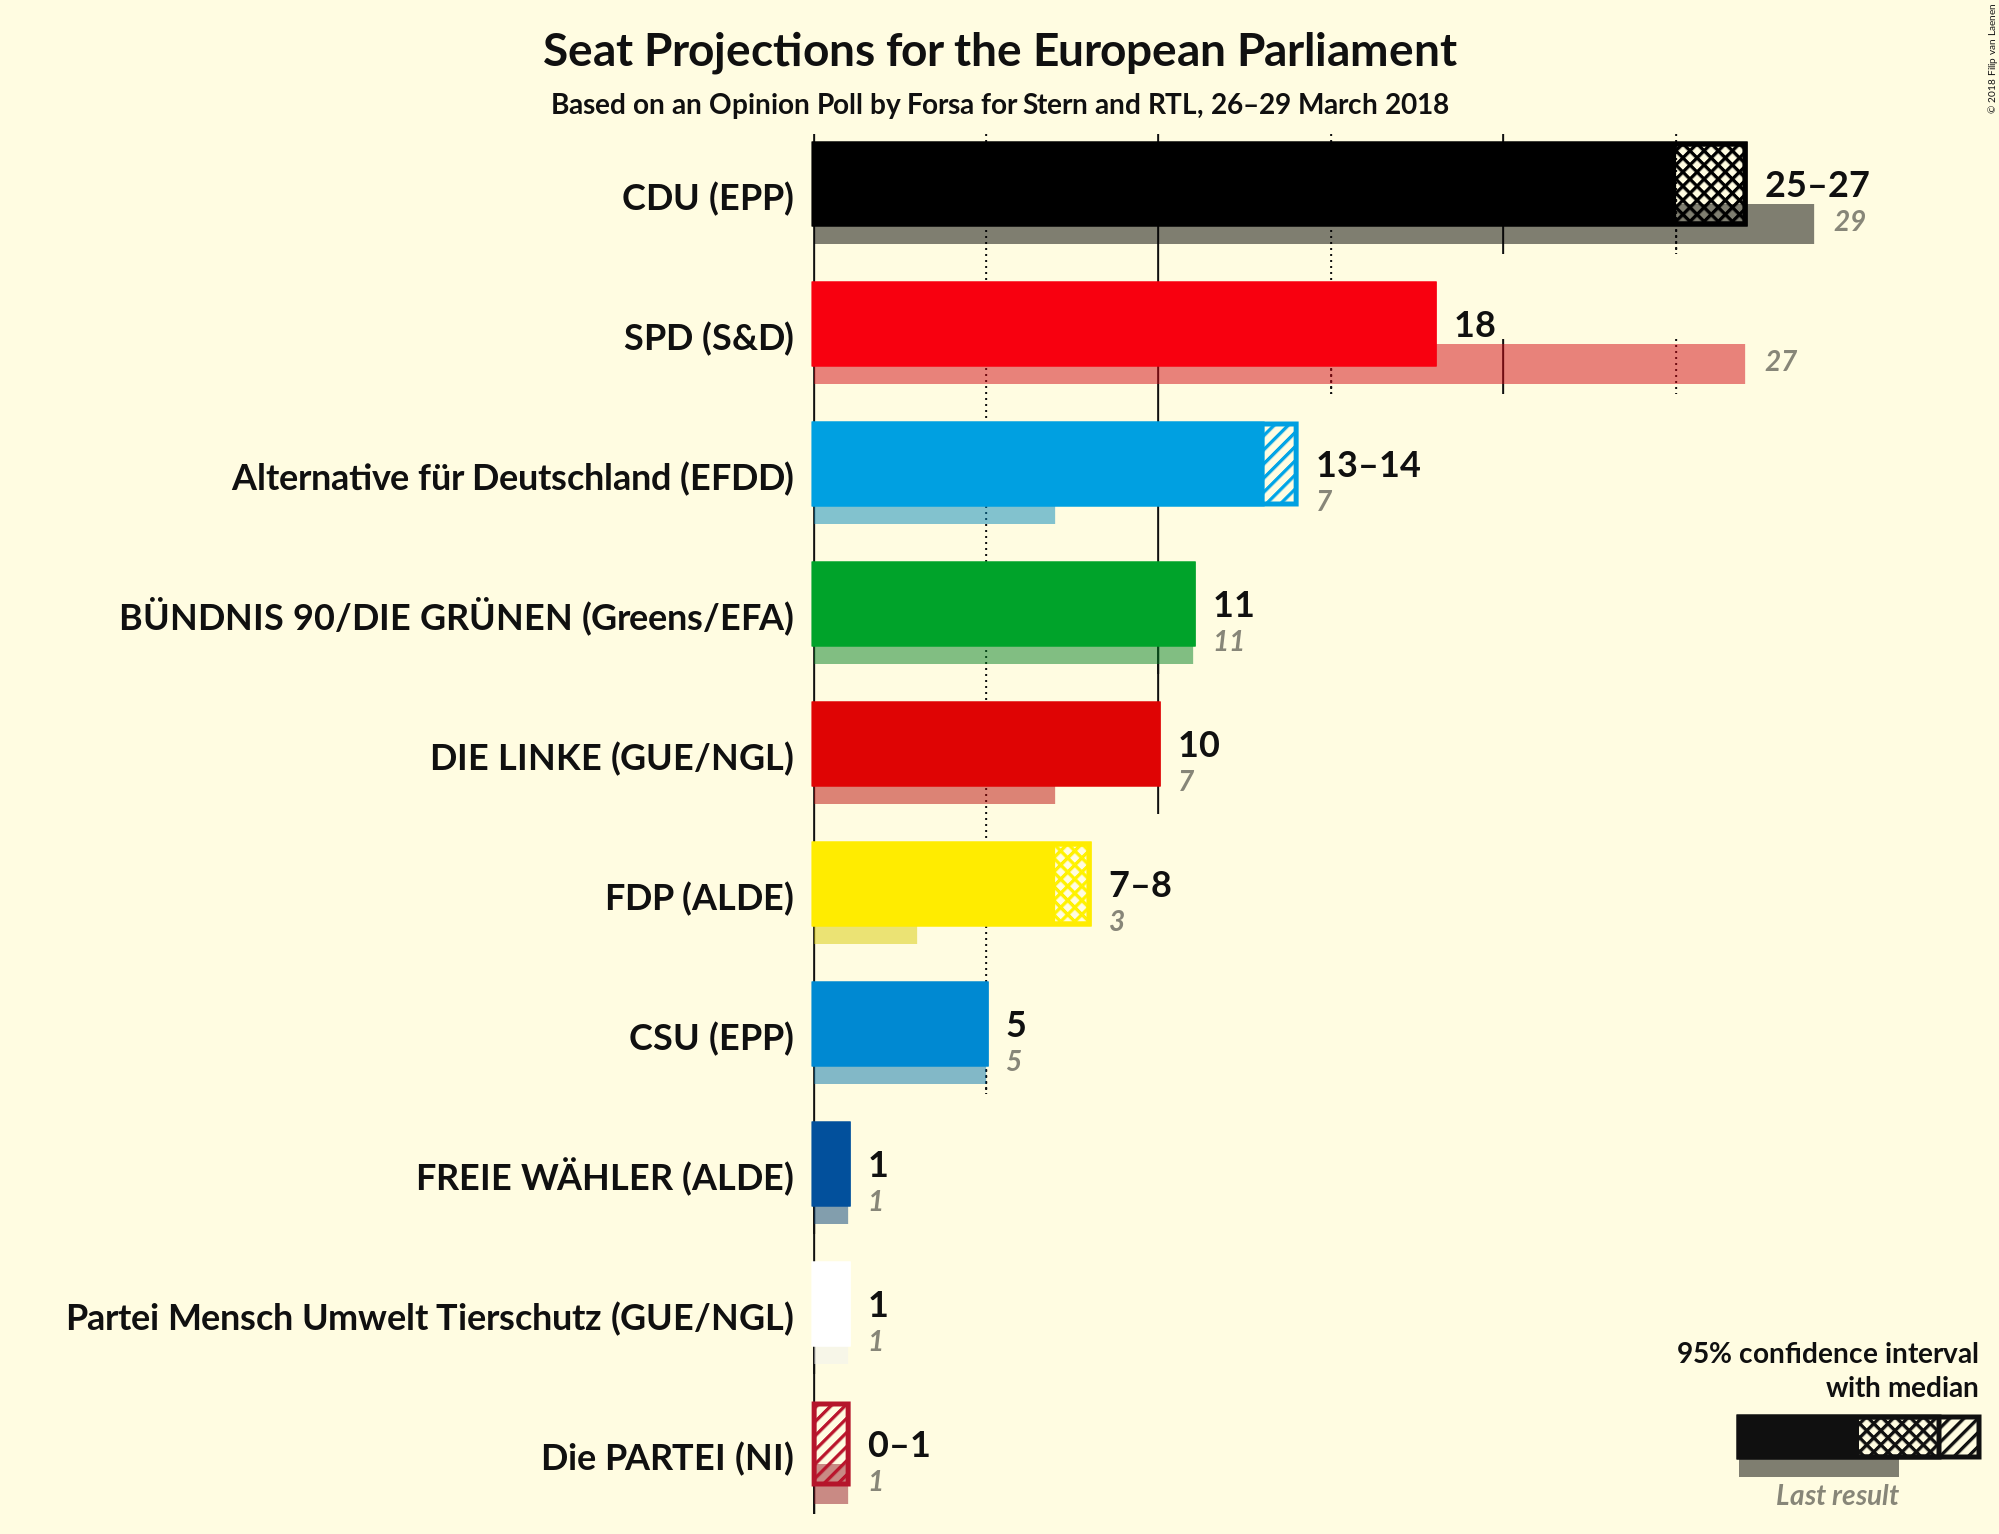 Seat Projections for the European Parliament
Based on an Opinion Poll by Forsa for Stern and RTL, 26–29 March 2018
© 2018 Filip van Laenen
CDU (EPP)
25–27
29
SPD (S&D)
18
27
Alternative für Deutschland (EFDD)
13–14
7
BÜNDNIS 90/DIE GRÜNEN (Greens/EFA)
11
11
DIE LINKE (GUE/NGL)
10
7
FDP (ALDE)
7–8
3
CSU (EPP)
5
5
FREIE WÄHLER (ALDE)
1
1
Partei Mensch Umwelt Tierschutz (GUE/NGL)
1
1
Die PARTEI (NI)
0–1
1
95% confidence interval
with median
Last result